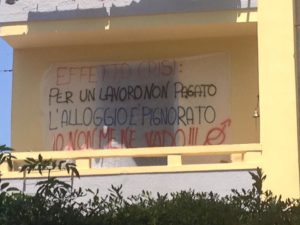 EFFETTO CRISI:
PER UN LAVORO NON PAGATO
L'ALLOGGIO È PIGNORATO
IO NON ME NE VADO!!!